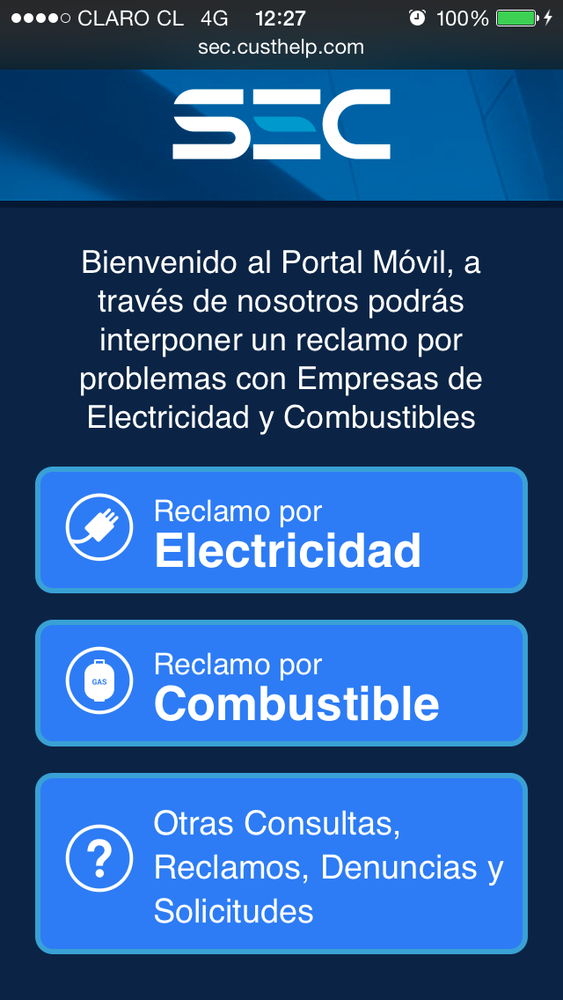 CLARO CL 4G 12:27 100%
sec.custhelp.com
SEC
Bienvenido al Portal Móvil, a
través de nosotros podrás
interponer un reclamo por
problemas con Empresas de
Electricidad y Combustibles
Reclamo por
Electricidad
GAS
Reclamo por
Combustible
?
Otras Consultas,
Reclamos, Denuncias y
Solicitudes